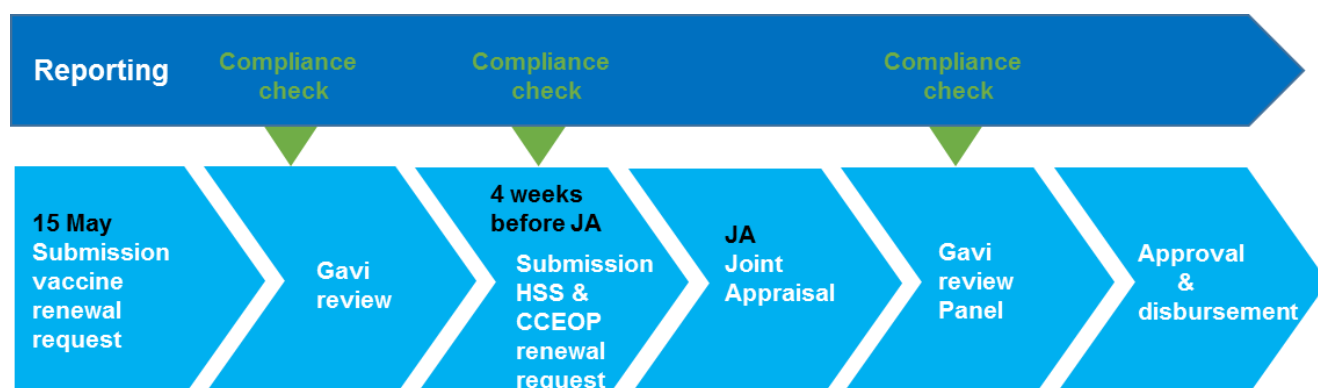 Reporting
Compliance
check
Compliance
check
Compliance
check
15 May
Submission
vaccine
renewal
request
Gavi
review
4 weeks
before JA
Submission
HSS &
CCEOP
renewal
request
JA
Joint
Appraisal
Gavi
review
Panel
Approval
&
disbursement